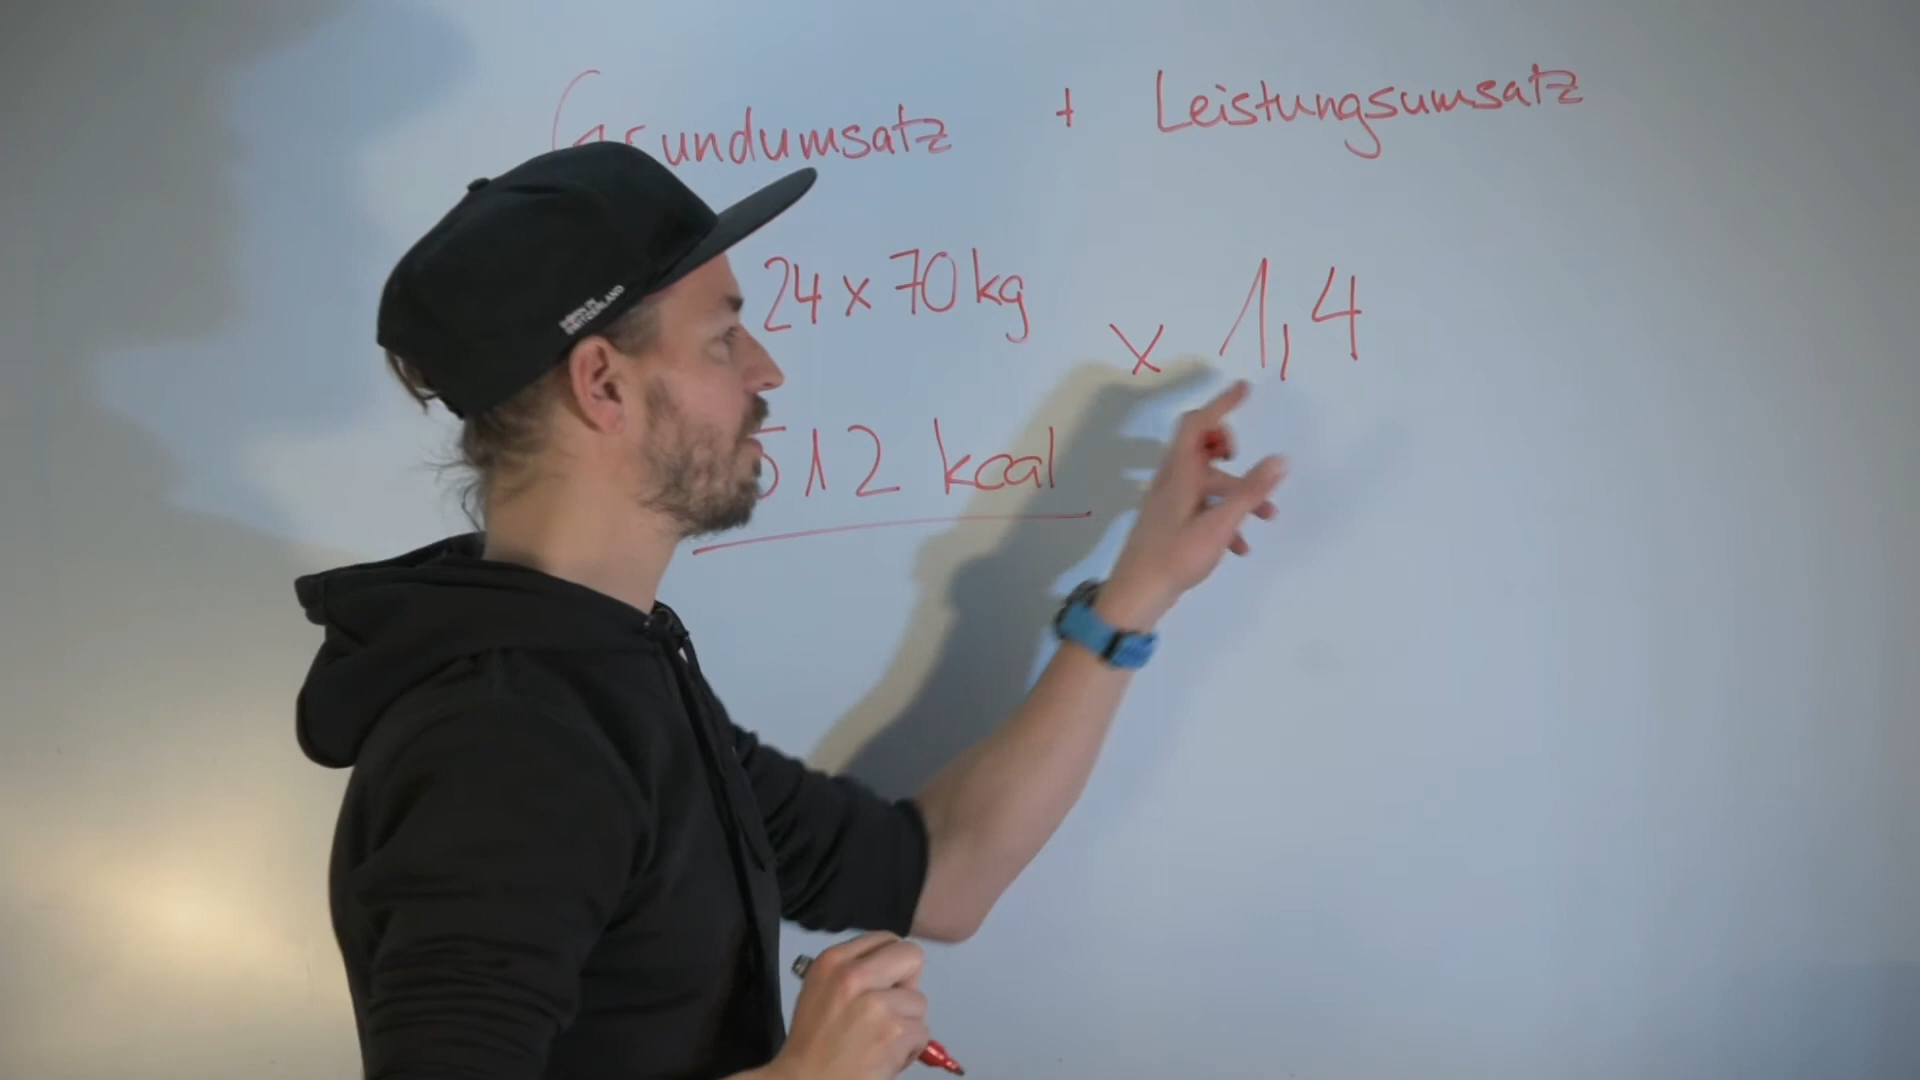 Grundumsatz + Leistungsumsatz
24 x 70 kg x 1,4
512 kcal